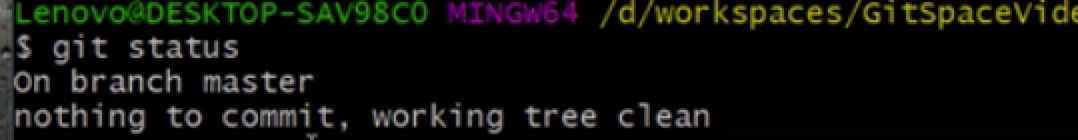 Lenovo@DESKTOP-SAV98C0 MINGW64 /d/workspaces/GitSpaceVide
$ git status
On branch master
nothing to commit, working tree clean